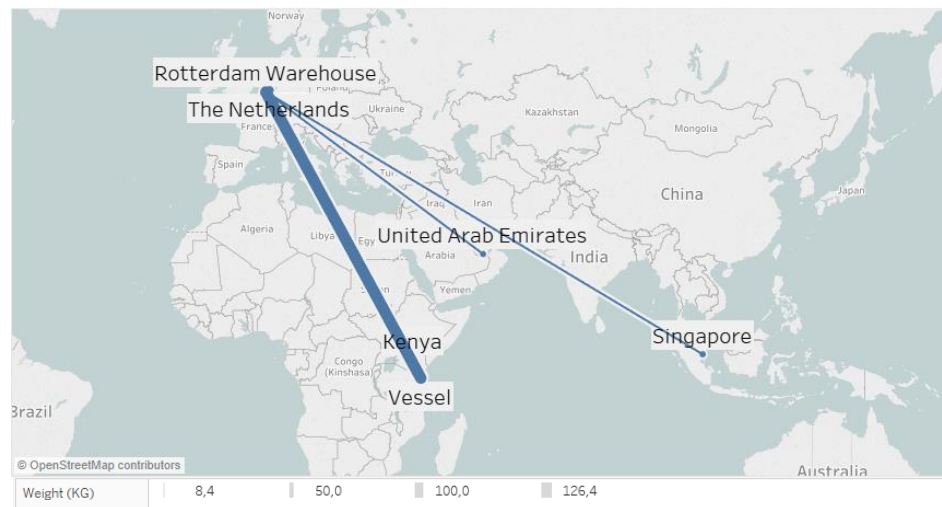 Norway
Rotterdam Warehouse
Poland
The Netherlands
Ukraine
France
Kazakhstan
Mongolia
Spain
China
Japan
Iraq
Iran
Algeria
Libya
United Arab Emirates
Arabia
India
Yemen
Kenya
Singapore
Congo
(Kinshasa)
Vessel
Brazil
© OpenStreetMap contributors
Australia
Weight (KG) 8,4 50,0 100,0 126,4